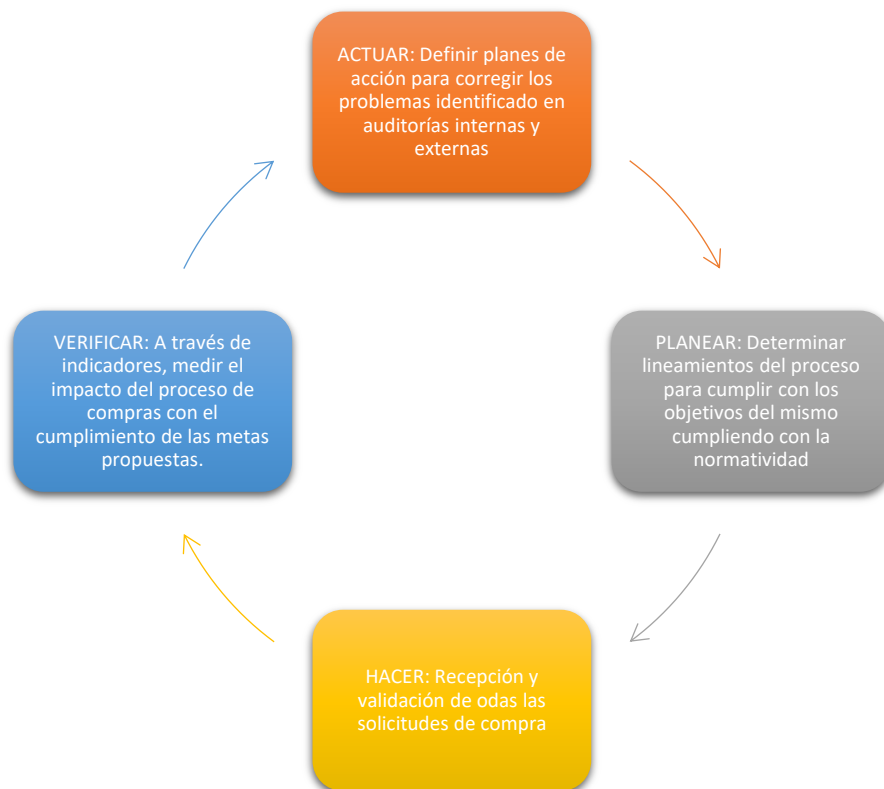 ACTUAR: Definir planes de
acción para corregir los
problemas identificado en
auditorías internas y
externas
VERIFICAR: A través de
indicadores, medir el
impacto del proceso de
compras con el
cumplimiento de las metas
propuestas.
PLANEAR: Determinar
lineamientos del proceso
para cumplir con los
objetivos del mismo
cumpliendo con la
normatividad
HACER: Recepción y
validación de odas las
solicitudes de compra